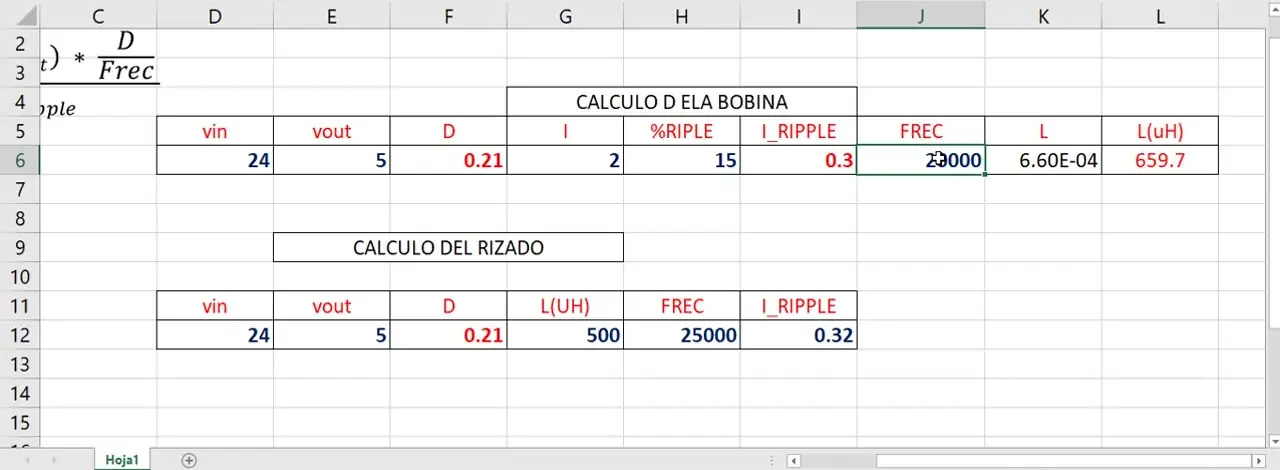 C D E F G H I J K L
2 t) * D
3 Frec
4 pple CALCULO D ELA BOBINA
5 vin vout D I %RIPLE I_RIPPLE FREC L L(uH)
6 24 5 0.21 2 15 0.3 20000 6.60E-04 659.7
7
8
9 CALCULO DEL RIZADO
10
11 vin vout D L(UH) FREC I_RIPPLE
12 24 5 0.21 500 25000 0.32
13
14
15
Hoja1